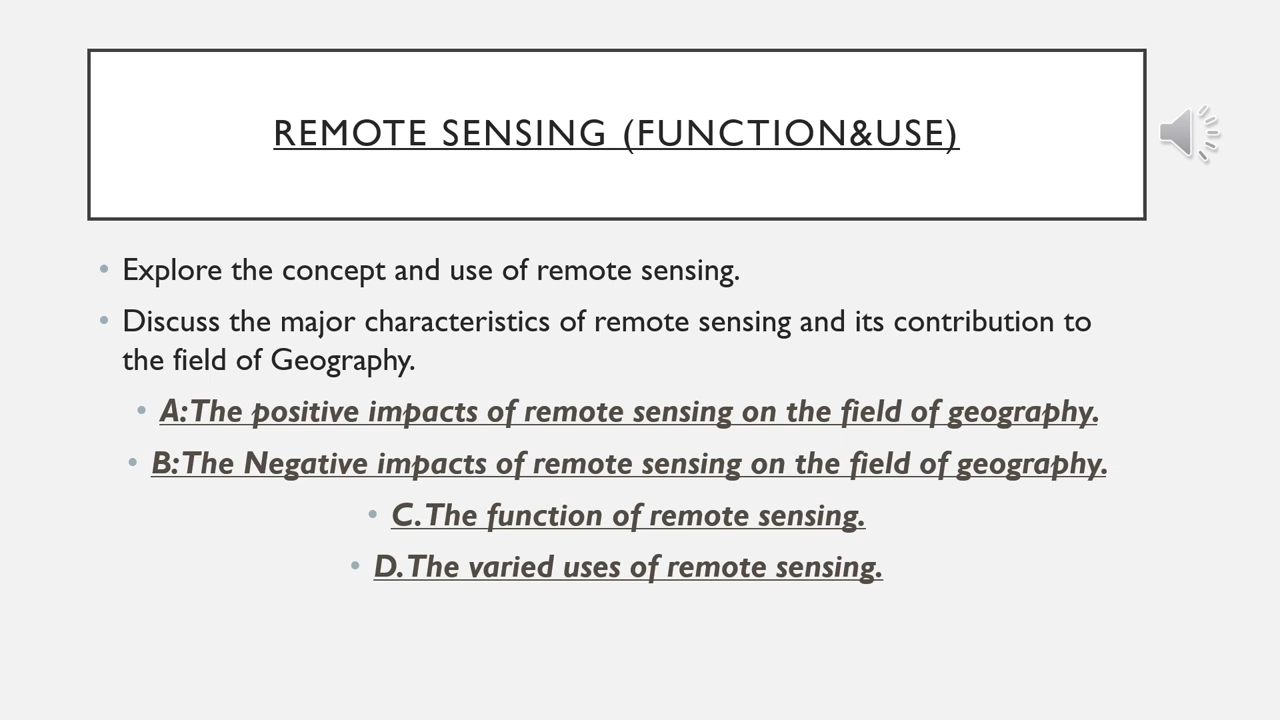 REMOTE SENSING (FUNCTION&USE)
• Explore the concept and use of remote sensing.
• Discuss the major characteristics of remote sensing and its contribution to
the field of Geography.
• A: The positive impacts of remote sensing on the field of geography.
• B: The Negative impacts of remote sensing on the field of geography.
• C. The function of remote sensing.
• D. The varied uses of remote sensing.